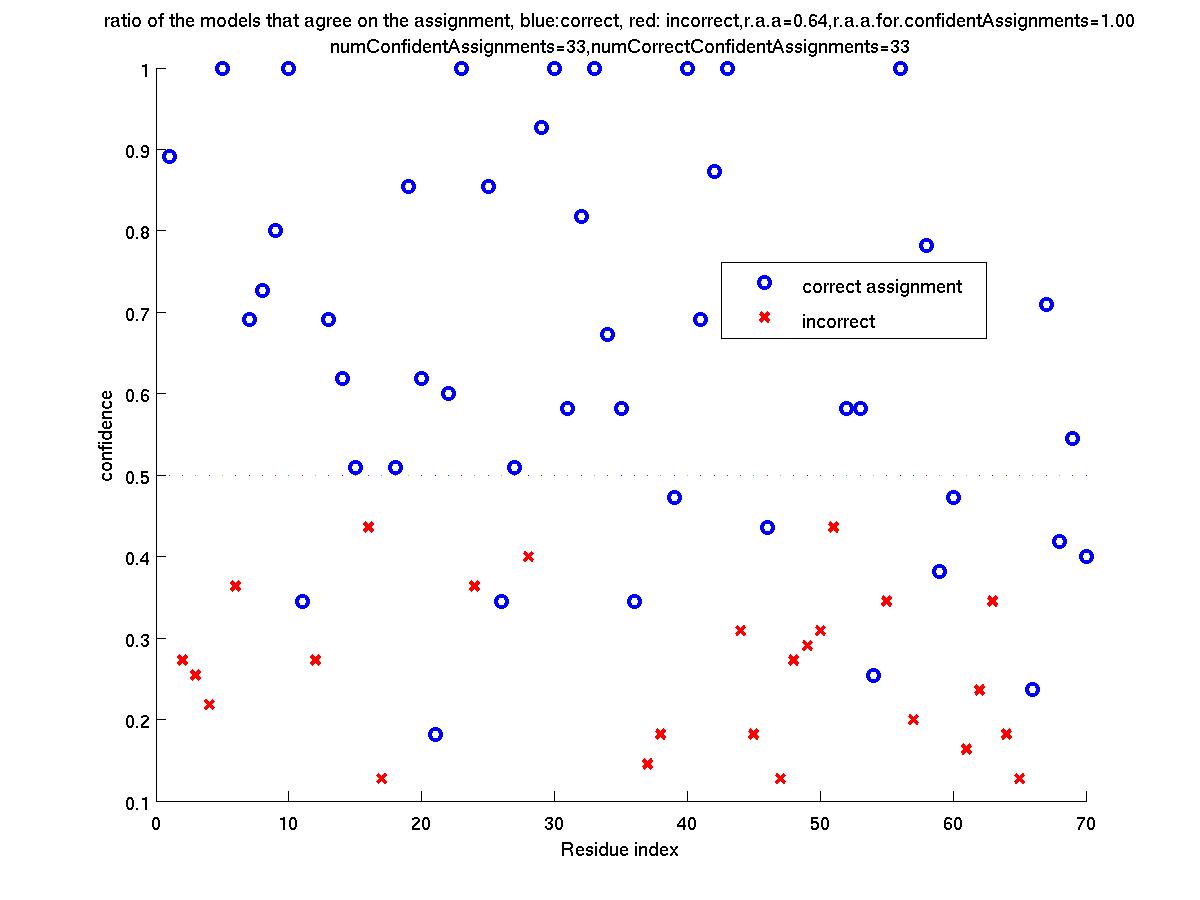 ratio of the models that agree on the assignment, blue:correct, red: incorrect,r.a.a=0.64,r.a.a.for.confidentAssignments=1.00
numConfidentAssignments=33,numCorrectConfidentAssignments=33
1
0.9
0.8
0.7
0.6
0.5
0.4
0.3
0.2
0.1
confidence
correct assignment
incorrect
0 10 20 30 40 50 60 70
Residue index